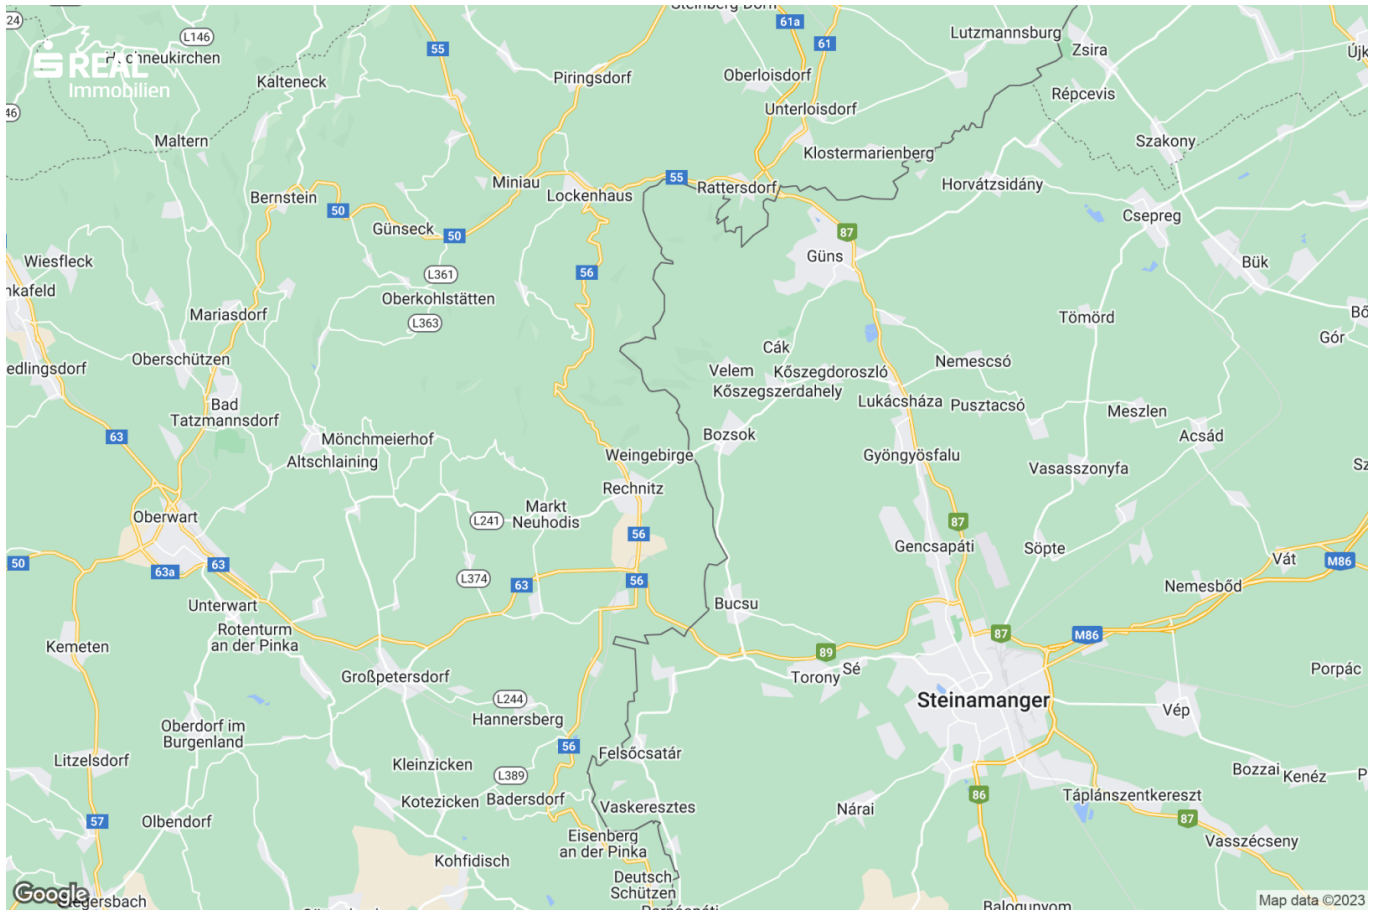 24
L146
Hochneukirchen
REAL
Immobilien
46
Kalteneck
55
Piringsdorf
61a
61
Oberloisdorf
Unterloisdorf
Lutzmannsburg
Zsira
Répcevis
Maltern
Klostermarienberg
Szakony
Miniau
Lockenhaus
55
Rattersdorf
Horvátzsidány
Bernstein
50
Günseck
50
Csepreg
87
Güns
Bük
Wiesfleck
L361
56
nkafeld
Oberkohlstätten
Mariasdorf
L363
Tömörd
Gór
Cák
Oberschützen
edlingsdorf
Velem
Kőszegdoroszló
Nemescsó
Kőszegszerdahely
Lukácsháza
Pusztacsó
Meszlen
Bad
Tatzmannsdorf
63
Mönchmeierhof
Bozsok
Acsád
Altschlaining
Weingebirge
Gyöngyösfalu
Vasasszonyfa
Sz
Rechnitz
Oberwart
Markt
Neuhodis
L241
56
87
Gencsapáti
Söpte
Vát
M86
50
63a
63
L374
63
56
Nemesbőd
Unterwart
Bucsu
Rotenturm
an der Pinka
87
M86
Kemeten
89
Torony
Sé
Porpác
Großpetersdorf
Steinamanger
L244
Hannersberg
Vép
Oberdorf im
Burgenland
56
Felsőcsatár
Litzelsdorf
Kleinzicken
L389
Bozzai
Kenéz
P
Kotezicken
Badersdorf
Vaskeresztes
Nárai
86
Táplánszentkereszt
87
57
Olbendorf
Eisenberg
an der Pinka
Vasszécseny
Kohfidisch
Deutsch
Schützen
Google
Map data ©2023